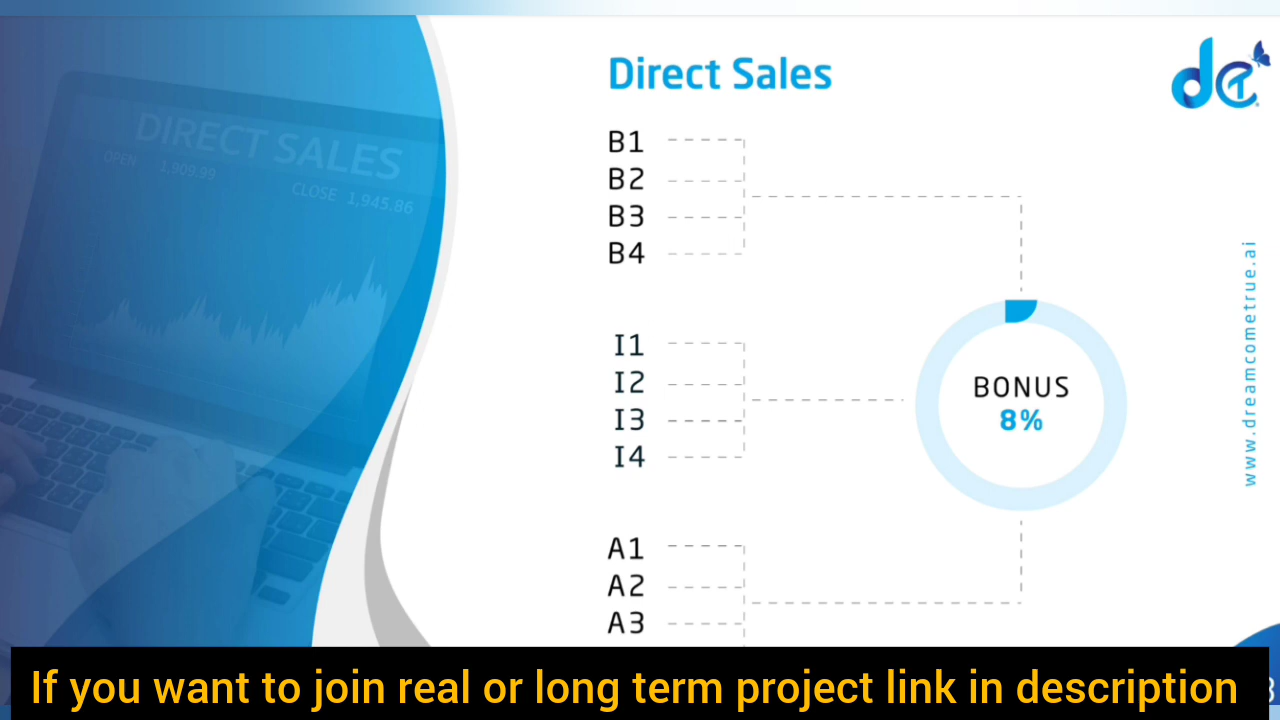 Direct Sales
DIRECT SALES
OPEN 1,909.99
CLOSE 1,945.86
B1
B2
B3
B4
I1
I2
I3
I4
A1
A2
A3
BONUS
8%
www.dreamcometrue.ai
If you want to join real or long term project link in description